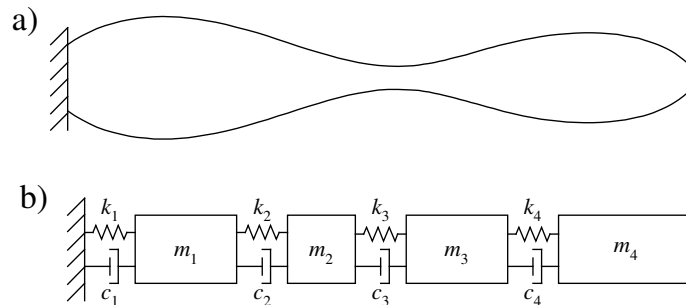 a)
b)
k₁ k₂ k₃ k₄
m₁ m₂ m₃ m₄
c₁ c₂ c₃ c₄